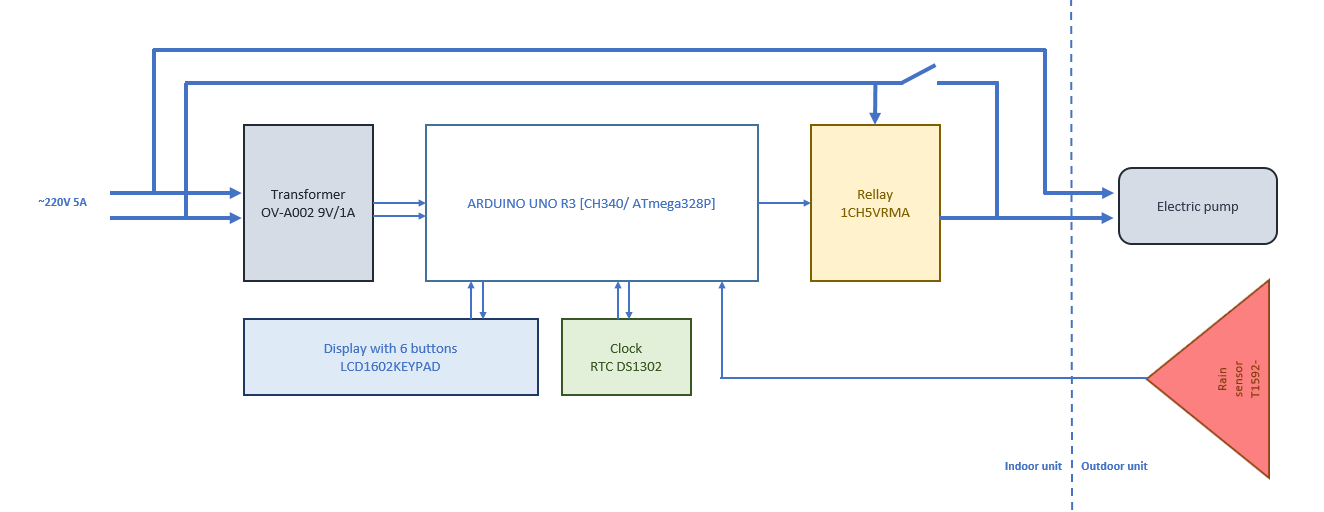 ~220V 5A
Transformer
OV-A002 9V/1A
ARDUINO UNO R3 [CH340/ ATmega328P]
Rellay
1CH5VRMA
Electric pump
Display with 6 buttons
LCD1602KEYPAD
Clock
RTC DS1302
Rain
sensor
T1592-
Indoor unit
Outdoor unit